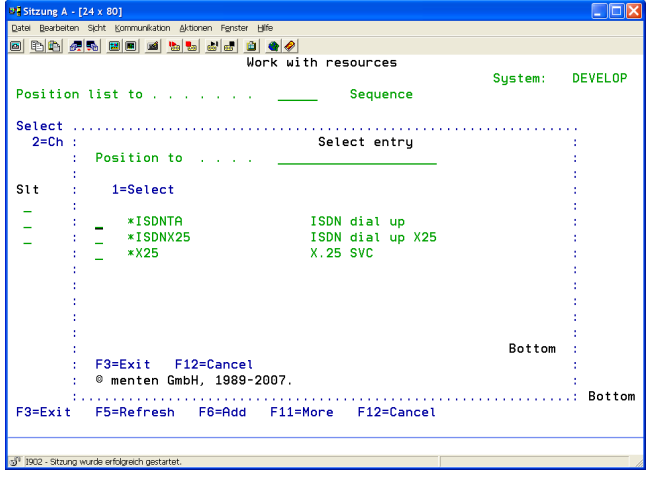 Sitzung A - [24 x 80]
Datei Bearbeiten Sicht Kommunikation Aktionen Fenster Hilfe
Work with resources
System: DEVELOP
Position list to . . . . . . . _____ Sequence
Select ................................................................
2=Ch : Select entry :
: Position to . . . . ____________________ :
: :
Slt : 1=Select :
_ : :
_ : _ *ISDNTA ISDN dial up :
_ : _ *ISDNX25 ISDN dial up X25 :
: _ *X25 X.25 SVC :
: :
: :
: :
: :
: :
: Bottom :
: F3=Exit F12=Cancel :
: © menten GmbH, 1989-2007. :
:...............................................................: Bottom
F3=Exit F5=Refresh F6=Add F11=More F12=Cancel
I902 - Sitzung wurde erfolgreich gestartet.